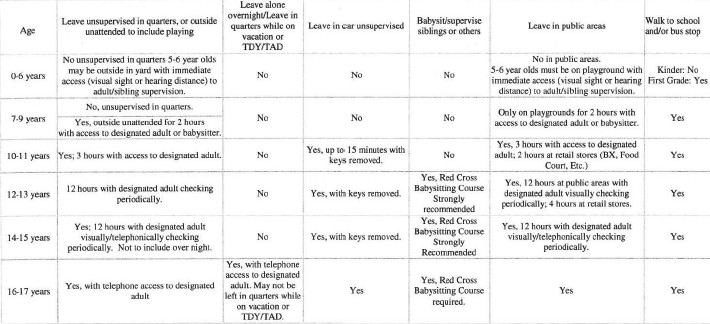 Age
Leave unsupervised in quarters, or outside
unattended to include playing
Leave alone
overnight/Leave in
quarters while on
vacation or
TDY/TAD
Leave in car unsupervised
Babysit/supervise
siblings or others
Leave in public areas
Walk to school
and/or bus stop
0-6 years
No unsupervised in quarters 5-6 year olds
may be outside in yard with immediate
access (visual sight or hearing distance) to
adult/sibling supervision.
No
No
No
No in public areas.
5-6 year olds must be on playground with
immediate access (visual sight or hearing
distance) to adult/sibling supervision.
Kinder: No
First Grade: Yes
7-9 years
No, unsupervised in quarters.
Yes, outside unattended for 2 hours
with access to designated adult or babysitter.
No
No
No
Only on playgrounds for 2 hours with
access to designated adult or babysitter.
Yes
10-11 years
Yes; 3 hours with access to designated adult.
No
Yes, up to 15 minutes with
keys removed.
No
Yes, 3 hours with access to designated
adult; 2 hours at retail stores (BX, Food
Court, Etc.)
Yes
12-13 years
12 hours with designated adult checking
periodically.
No
Yes, with keys removed.
Yes, Red Cross
Babysitting Course
Strongly
recommended
Yes, 12 hours at public areas with
designated adult visually checking
periodically; 4 hours at retail stores.
Yes
14-15 years
Yes; 12 hours with designated adult
visually/telephonically checking
periodically. Not to include over night.
No
Yes, with keys removed.
Yes, Red Cross
Babysitting Course
Strongly
Recommended
Yes, 12 hours with designated adult
visually/telephonically checking
periodically.
Yes
16-17 years
Yes, with telephone access to designated
adult
Yes, with telephone
access to designated
adult. May not be
left in quarters while
on vacation or
TDY/TAD.
Yes
Yes, Red Cross
Babysitting Course
required.
Yes
Yes